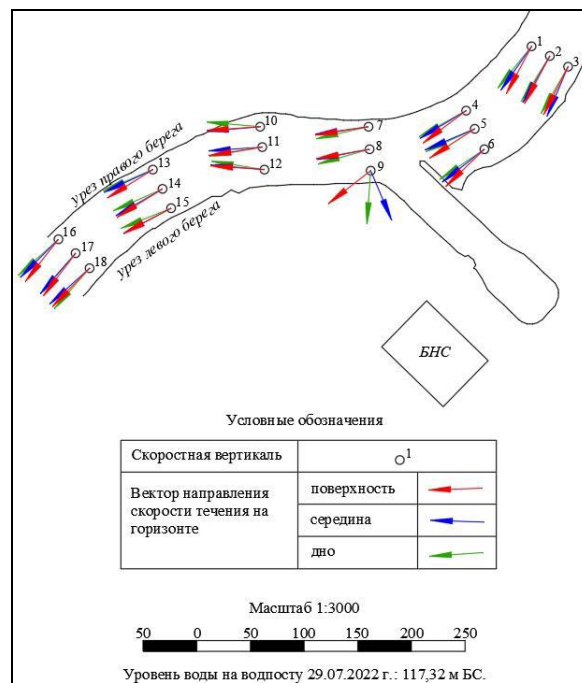 1
2
3
4
5
6
7
8
9
10
11
12
13
14
15
16
17
18
урез правого берега
урез левого берега
БНС
Условные обозначения
Скоростная вертикаль
1
Вектор направления
скорости течения на
горизонте
поверхность
середина
дно
Масштаб 1:3000
50 0 50 100 150 200 250
Уровень воды на водпосту 29.07.2022 г.: 117,32 м БС.